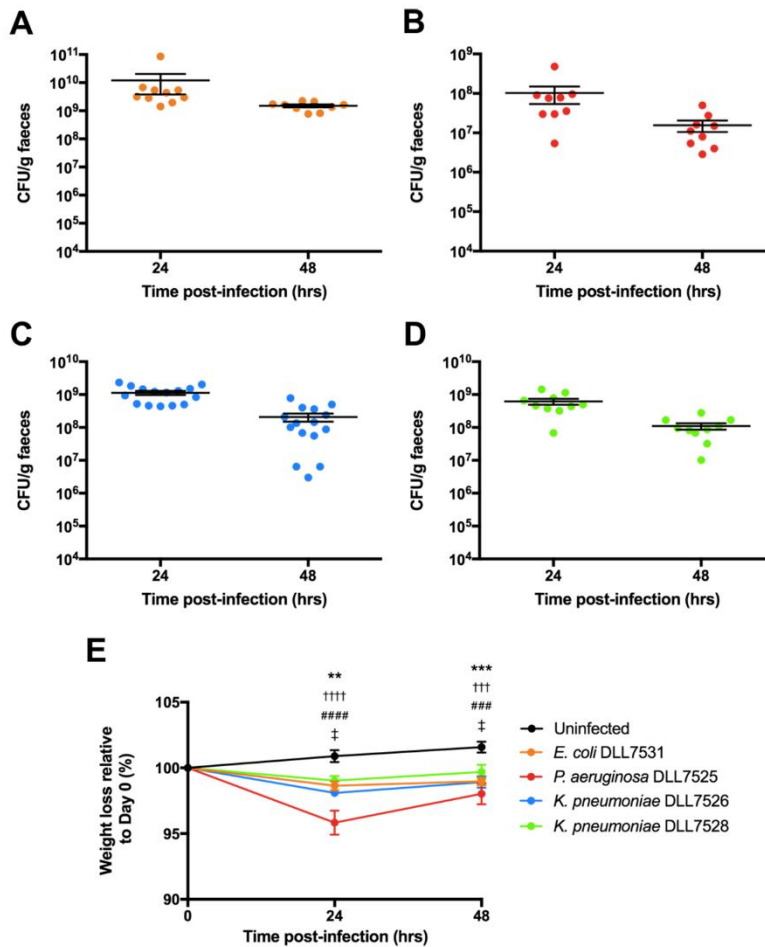 A
CFU/g faeces
10¹¹
10¹⁰
10⁹
10⁸
10⁷
10⁶
10⁵
10⁴
24 48
Time post-infection (hrs)
B
CFU/g faeces
10⁹
10⁸
10⁷
10⁶
10⁵
10⁴
24 48
Time post-infection (hrs)
C
CFU/g faeces
10¹⁰
10⁹
10⁸
10⁷
10⁶
10⁵
10⁴
24 48
Time post-infection (hrs)
D
CFU/g faeces
10¹⁰
10⁹
10⁸
10⁷
10⁶
10⁵
10⁴
24 48
Time post-infection (hrs)
E
Weight loss relative
to Day 0 (%)
105
100
95
90
** ***
†††† †††
#### ###
‡ ‡
0 24 48
Time post-infection (hrs)
Uninfected
E. coli DLL7531
P. aeruginosa DLL7525
K. pneumoniae DLL7526
K. pneumoniae DLL7528